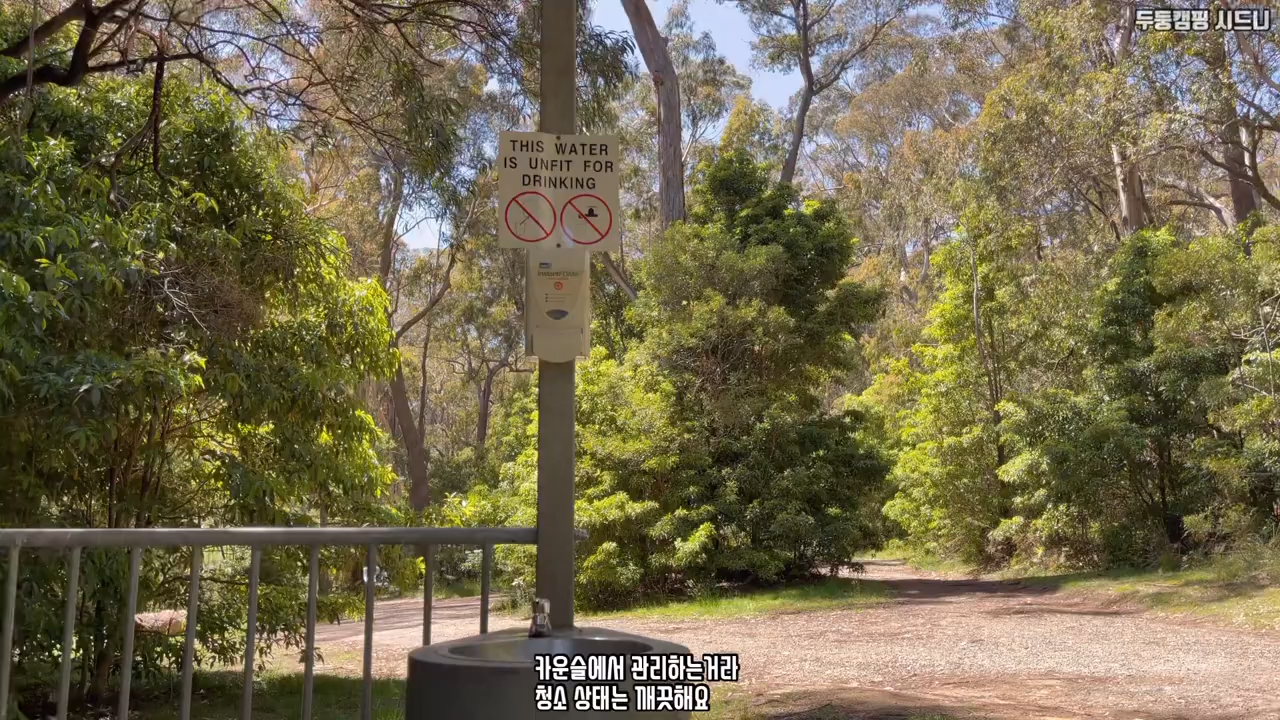 두통캠핑 시드니
THIS WATER
IS UNFIT FOR
DRINKING
카운슬에서 관리하는거라
청소 상태는 깨끗해요